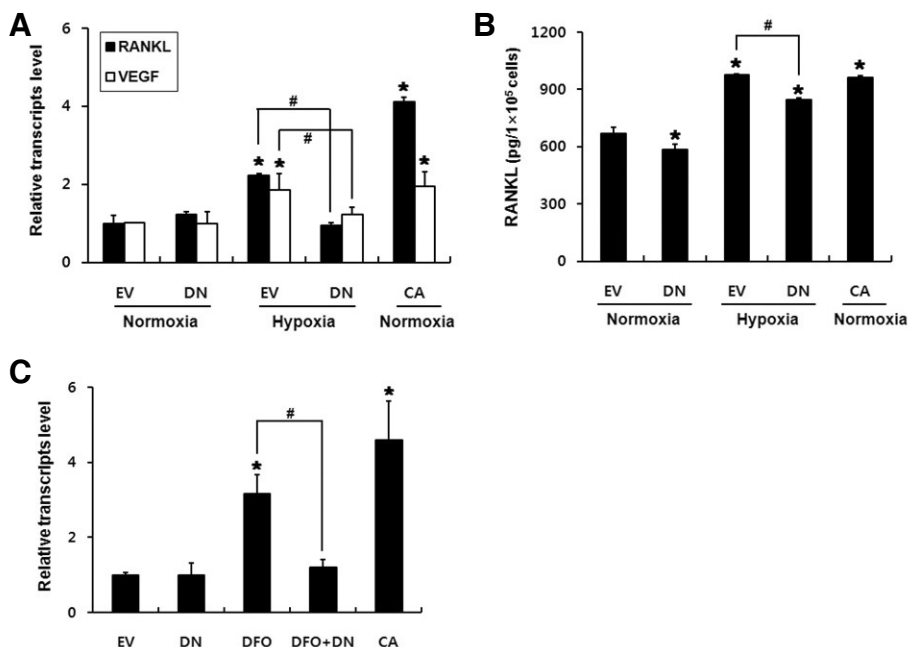 A
Relative transcripts level
6
4
2
0
RANKL
VEGF
#
#
* * * *
EV DN EV DN CA
Normoxia Hypoxia Normoxia
B
RANKL (pg/1×10⁵ cells)
1200
900
600
300
0
#
* * * *
EV DN EV DN CA
Normoxia Hypoxia Normoxia
C
Relative transcripts level
6
4
2
0
#
* *
EV DN DFO DFO+DN CA